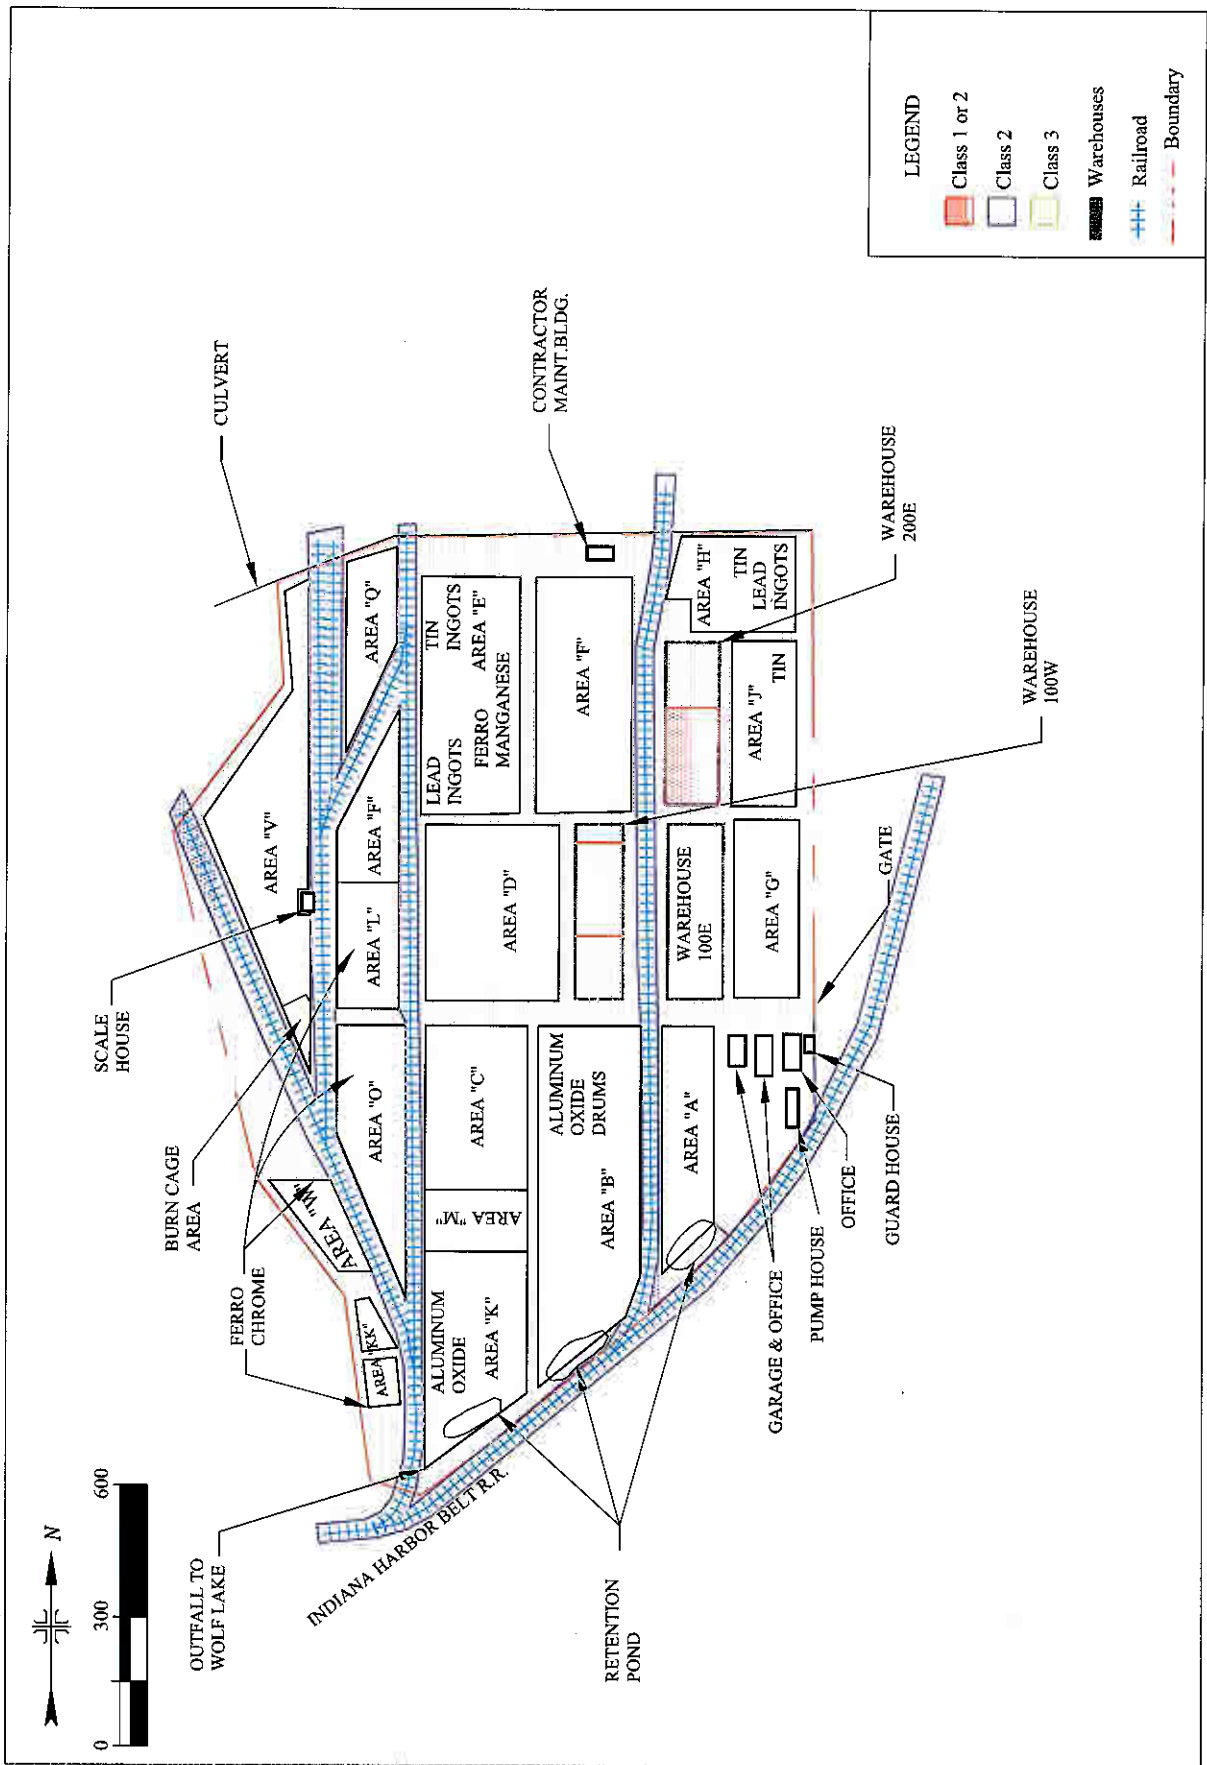 N
0
300
600
OUTFALL TO
WOLF LAKE
FERRO
CHROME
BURN CAGE
AREA
SCALE
HOUSE
CULVERT
CONTRACTOR
MAINT.BLDG.
WAREHOUSE
200E
WAREHOUSE
100W
GATE
GUARD HOUSE
OFFICE
PUMP HOUSE
GARAGE & OFFICE
RETENTION
POND
INDIANA HARBOR BELT R.R.
AREA "KK"
AREA "W"
AREA "V"
AREA "O"
AREA "L"
AREA "F"
AREA "Q"
ALUMINUM
OXIDE
AREA "K"
AREA "M"
AREA "C"
AREA "D"
LEAD
INGOTS
FERRO
MANGANESE
TIN
INGOTS
AREA "E"
ALUMINUM
OXIDE
DRUMS
AREA "B"
AREA "F"
AREA "A"
WAREHOUSE
100E
AREA "G"
AREA "J"
TIN
AREA "H"
TIN
LEAD
INGOTS
LEGEND
Class 1 or 2
Class 2
Class 3
Warehouses
Railroad
Boundary